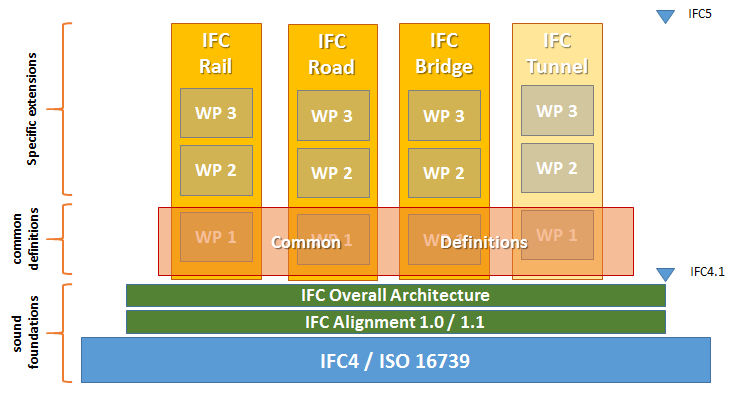 IFC5
IFC
Rail
IFC
Road
IFC
Bridge
IFC
Tunnel
Specific extensions
WP 3
WP 3
WP 3
WP 3
WP 2
WP 2
WP 2
WP 2
common
definitions
WP 1
WP 1
WP 1
WP 1
Common Definitions
IFC4.1
sound
foundations
IFC Overall Architecture
IFC Alignment 1.0 / 1.1
IFC4 / ISO 16739